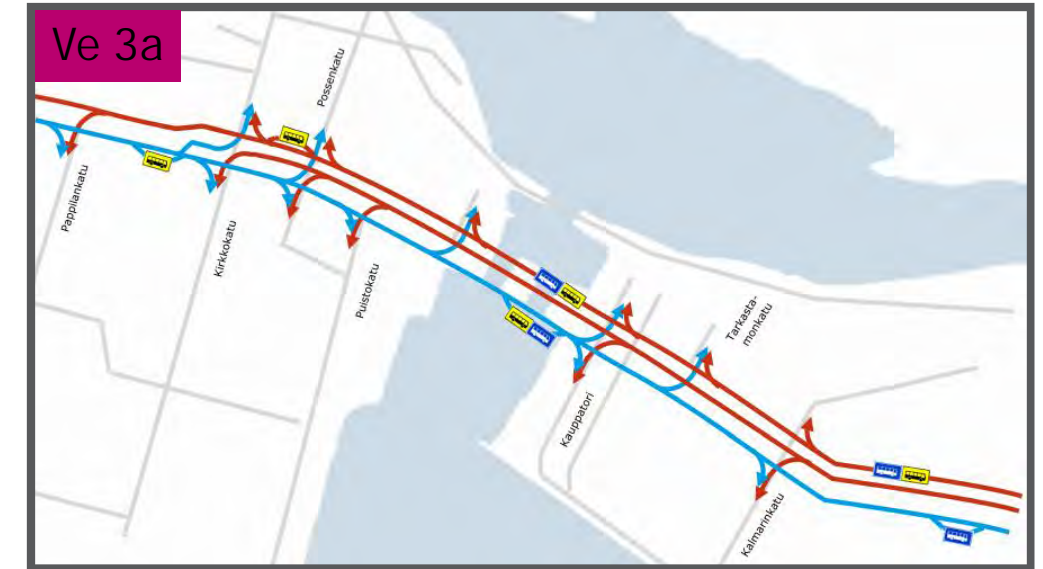 Ve 3a
Possenkatu
Pappilankatu
Kirkkokatu
Puistokatu
Tarkasta-
monkatu
Kauppatori
Kalmarinkatu